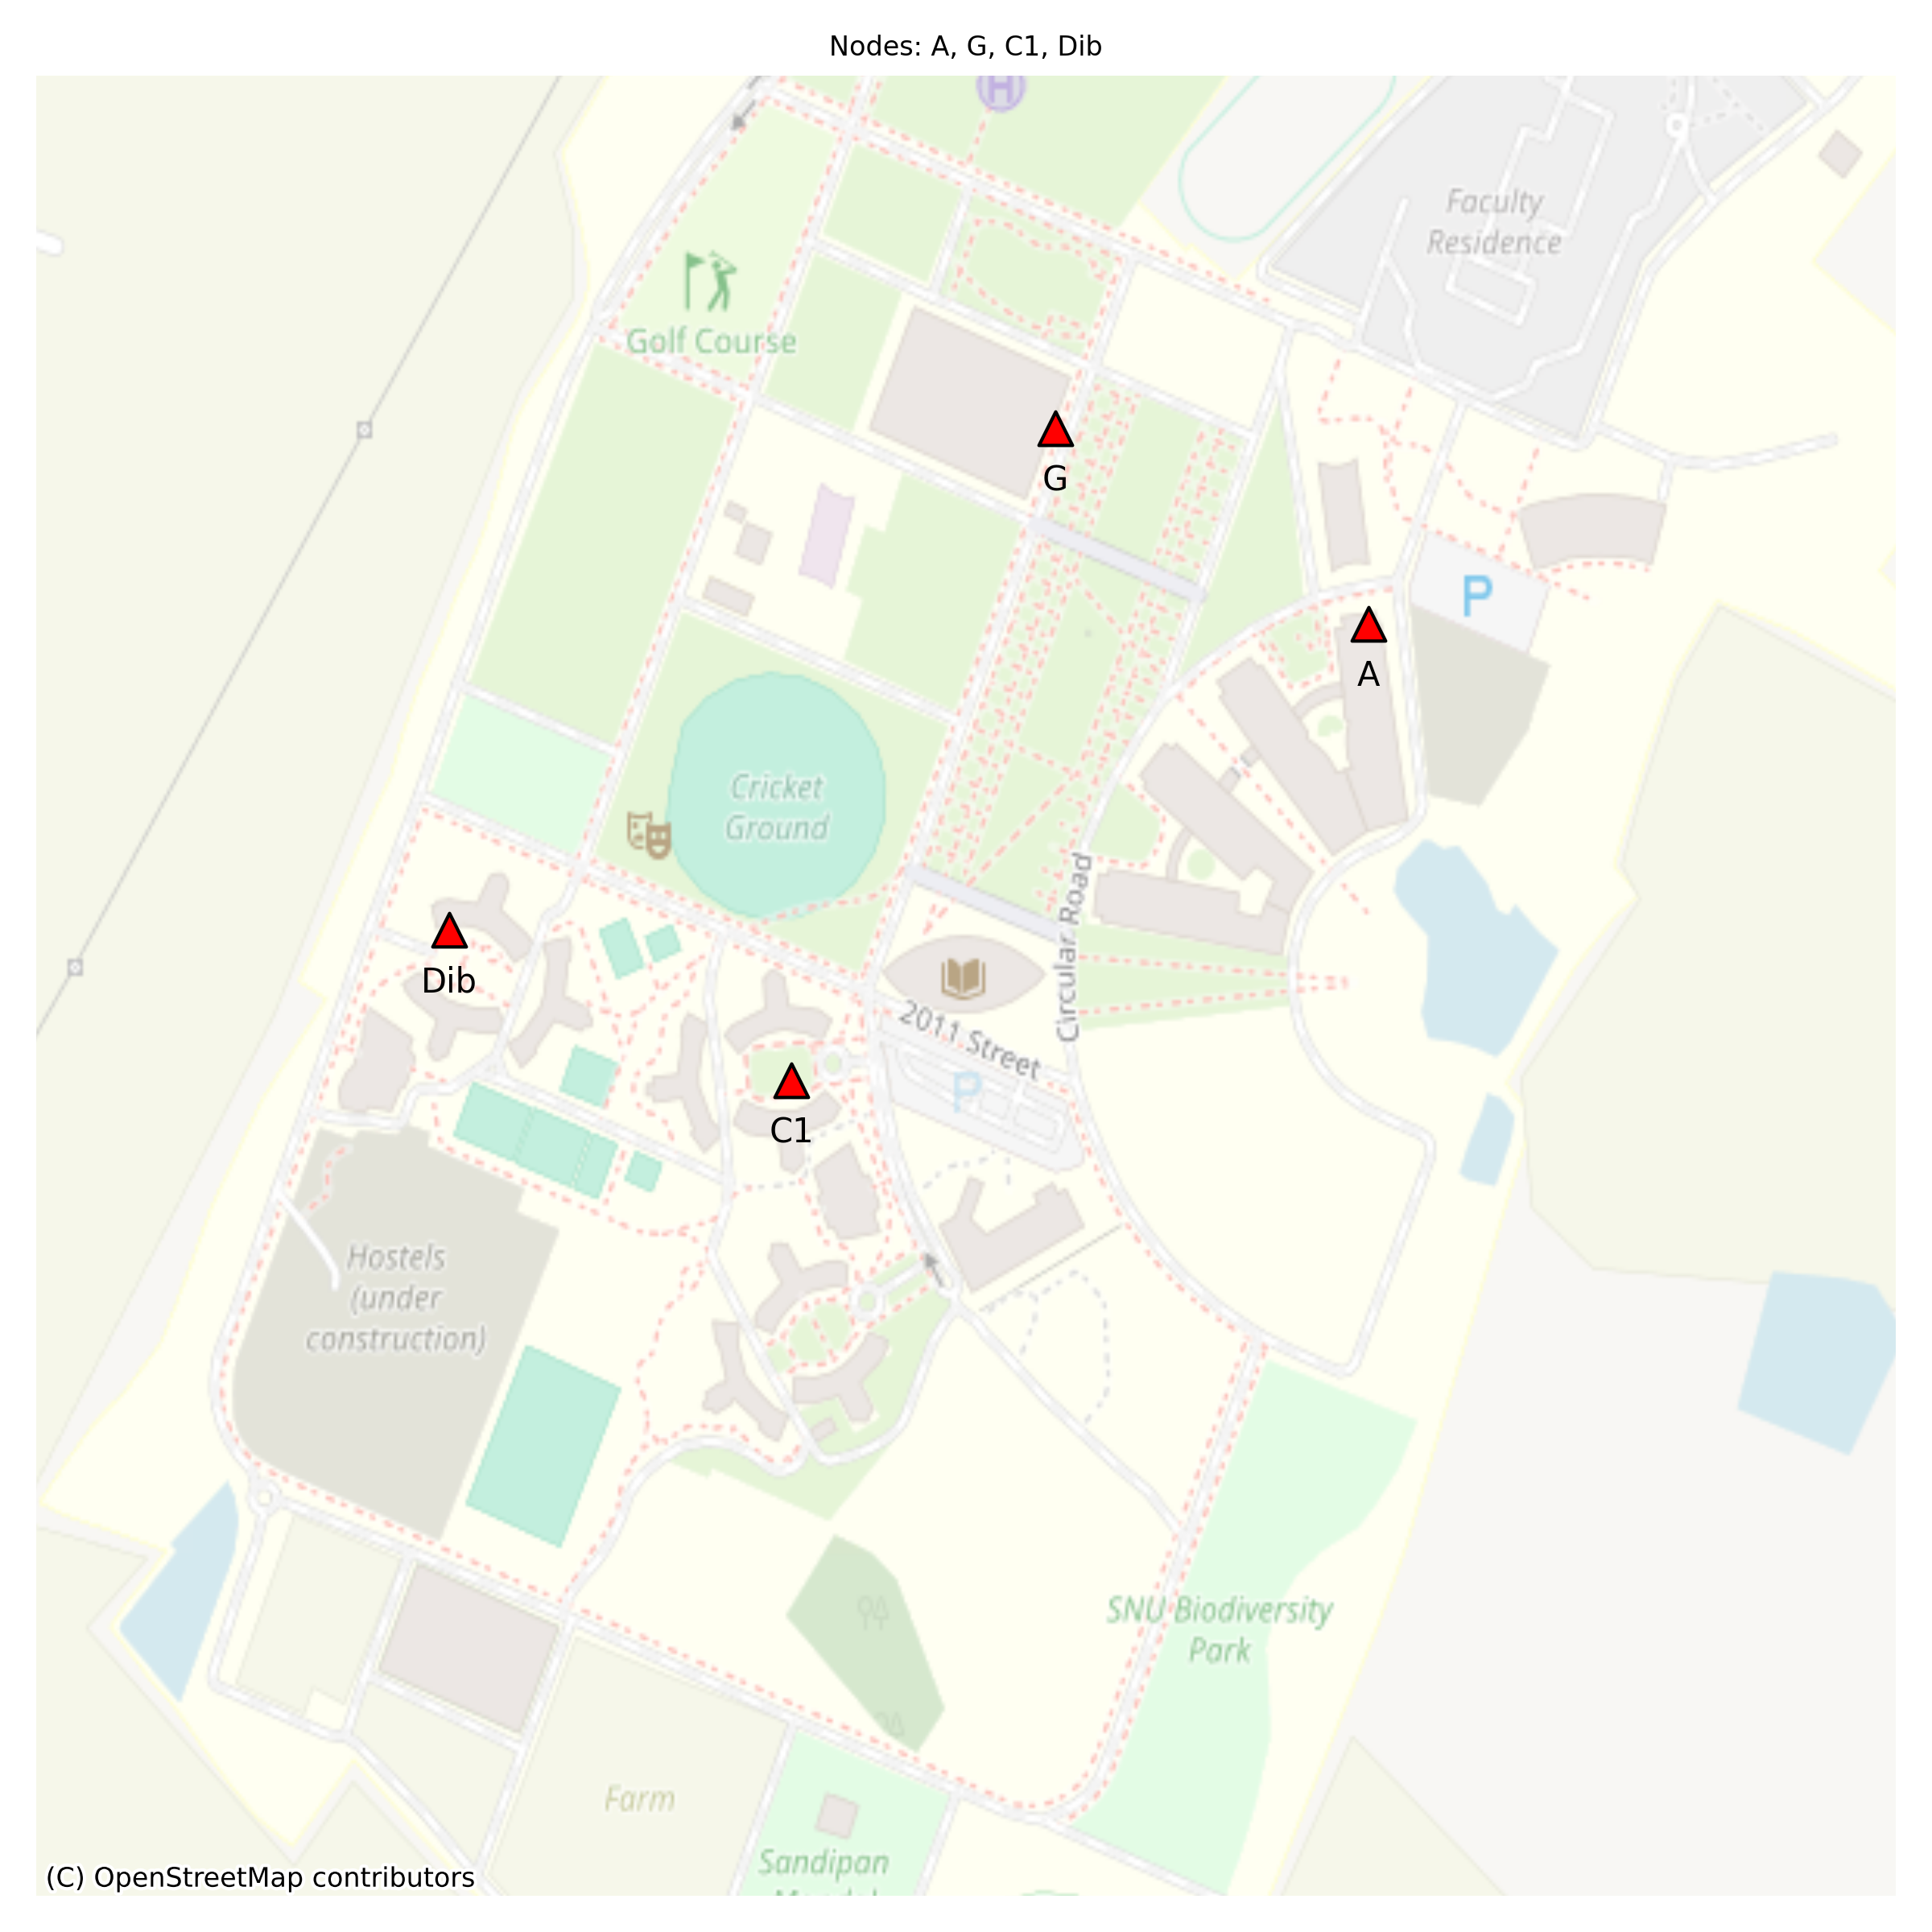 Nodes: A, G, C1, Dib
H
Faculty
Residence
Golf Course
G
P
A
Cricket
Ground
Dib
Circular Road
2011 Street
P
C1
Hostels
(under
construction)
SNU Biodiversity
Park
Farm
Sandipan
(C) OpenStreetMap contributors